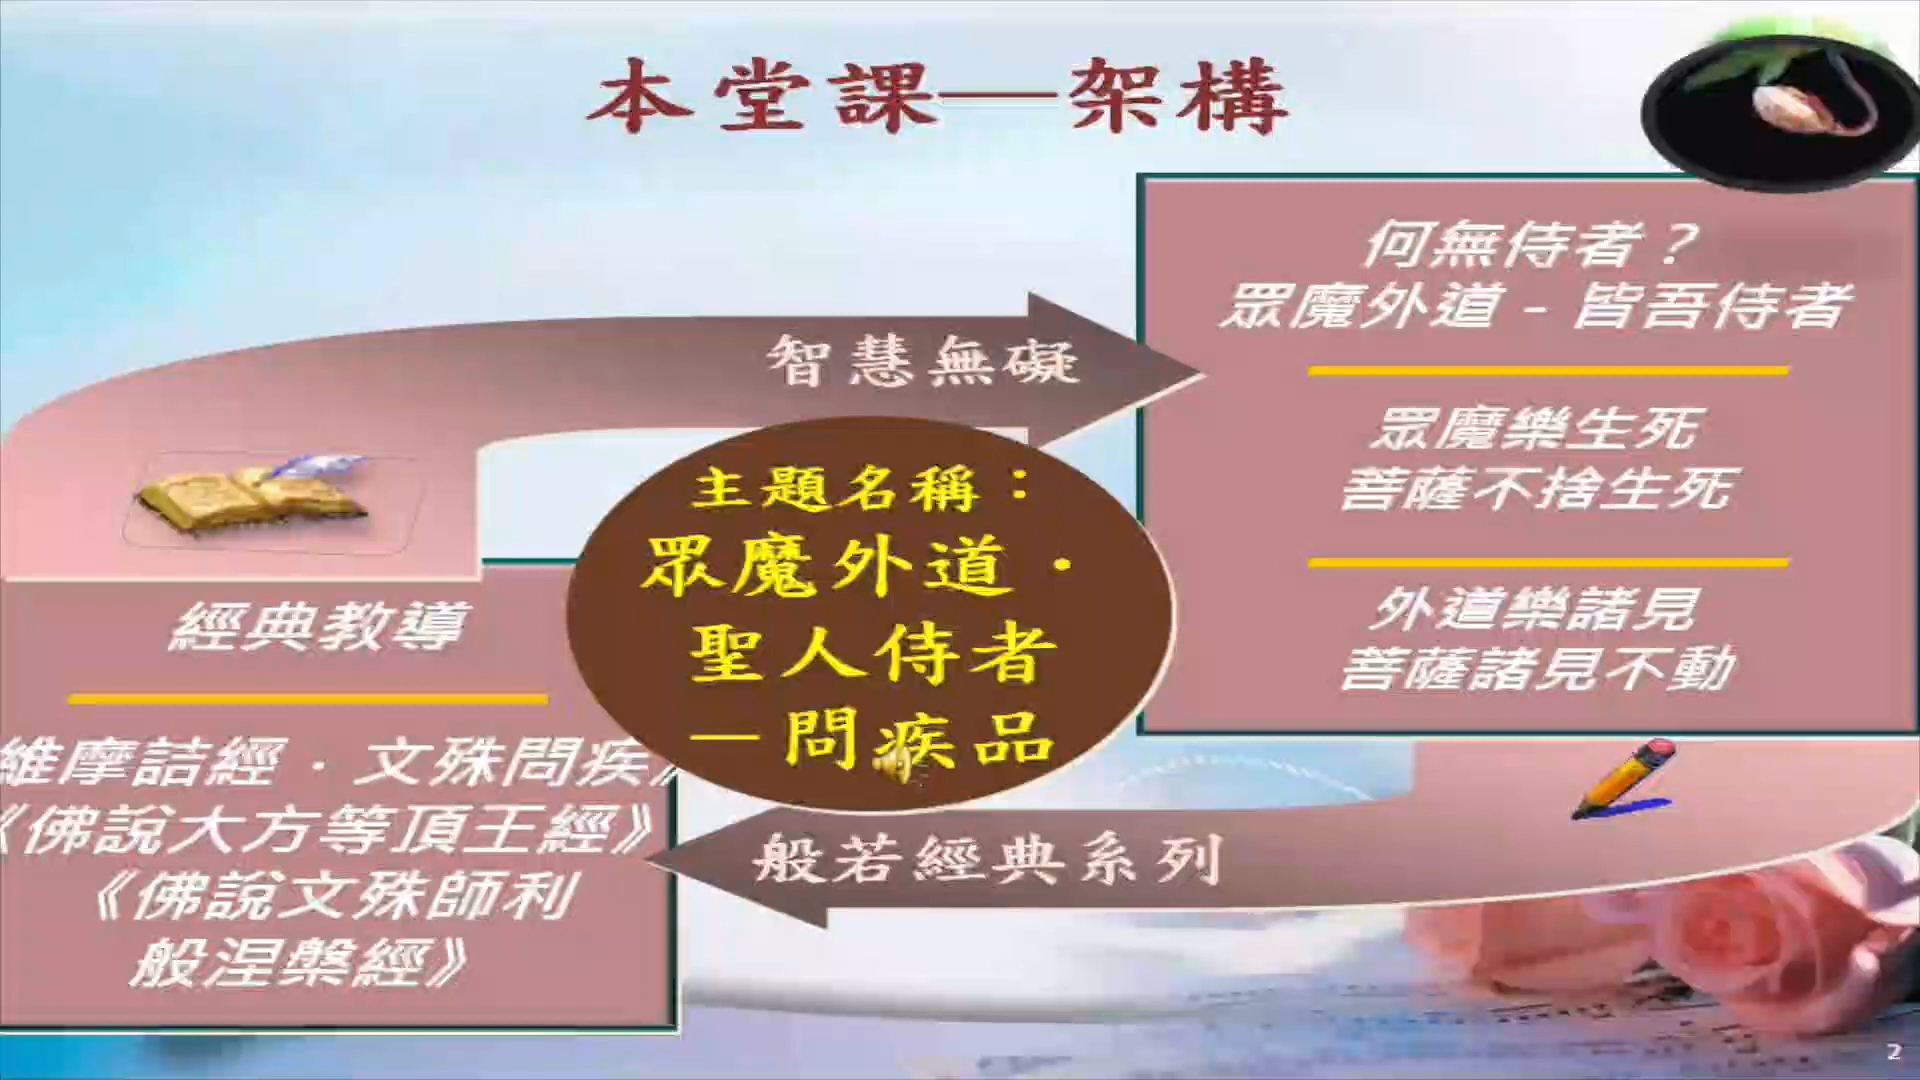 本堂課—架構
何無侍者？
眾魔外道－皆吾侍者
眾魔樂生死
菩薩不捨生死
外道樂諸見
菩薩諸見不動
智慧無礙
主題名稱：
眾魔外道・
聖人侍者
—問疾品
經典教導
維摩詰經．文殊問疾》
《佛說大方等頂王經》
《佛說文殊師利
般涅槃經》
般若經典系列
2